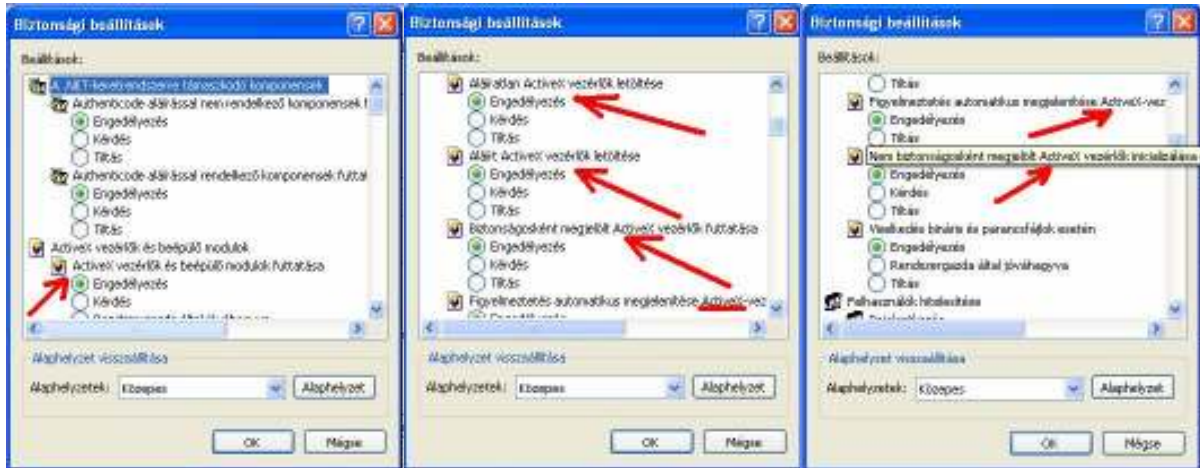 Biztonsági beállítások
Beállítások:
A .NET-keretrendszerre támaszkodó komponensek
Authenticode aláírással nem rendelkező komponensek f
Engedélyezés
Kérdés
Tiltás
Authenticode aláírással rendelkező komponensek futtat
Engedélyezés
Kérdés
Tiltás
ActiveX vezérlők és beépülő modulok
ActiveX vezérlők és beépülő modulok futtatása
Engedélyezés
Kérdés
Alaphelyzet visszaállítása
Alaphelyzetek:
Közepes
Alaphelyzet
OK
Mégse
Biztonsági beállítások
Beállítások:
Aláíratlan ActiveX vezérlők letöltése
Engedélyezés
Kérdés
Tiltás
Aláírt ActiveX vezérlők letöltése
Engedélyezés
Kérdés
Tiltás
Biztonságosként megjelölt ActiveX vezérlők futtatása
Engedélyezés
Kérdés
Tiltás
Figyelmeztetés automatikus megjelenítése ActiveX-vez
Engedélyezés
Alaphelyzet visszaállítása
Alaphelyzetek:
Közepes
Alaphelyzet
OK
Mégse
Biztonsági beállítások
Beállítások:
Tiltás
Figyelmeztetés automatikus megjelenítése ActiveX-vez
Engedélyezés
Tiltás
Nem biztonságosként megjelölt ActiveX vezérlők inicializálása
Engedélyezés
Kérdés
Tiltás
Viselkedés bináris és parancsfájlok esetén
Engedélyezés
Rendszergazda által jóváhagyva
Tiltás
Felhasználók hitelesítése
Alaphelyzet visszaállítása
Alaphelyzetek:
Közepes
Alaphelyzet
OK
Mégse